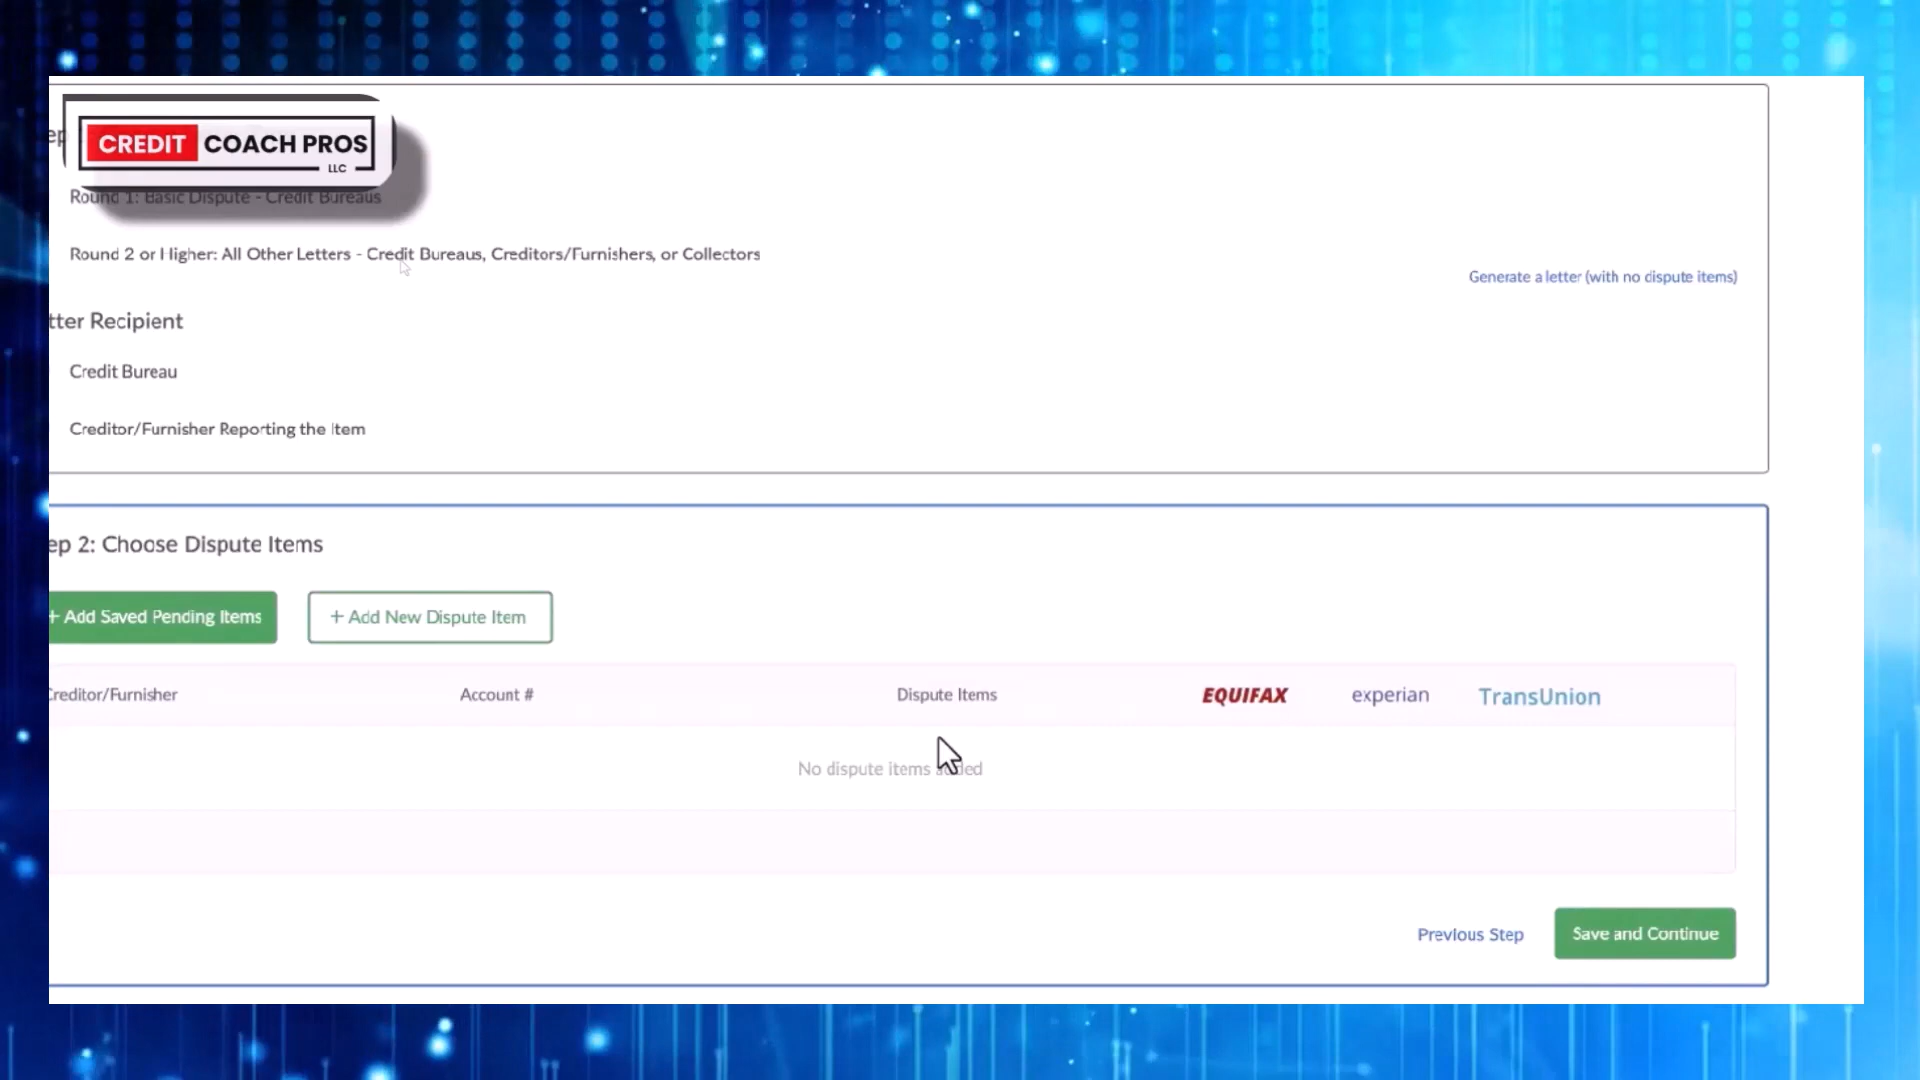 CREDIT COACH PROS
LLC
Round 1: Basic Dispute - Credit Bureaus
Round 2 or Higher: All Other Letters - Credit Bureaus, Creditors/Furnishers, or Collectors
Generate a letter (with no dispute items)
tter Recipient
Credit Bureau
Creditor/Furnisher Reporting the Item
ep 2: Choose Dispute Items
+ Add Saved Pending Items
+ Add New Dispute Item
Creditor/Furnisher Account # Dispute Items EQUIFAX experian TransUnion
No dispute items added
Previous Step
Save and Continue